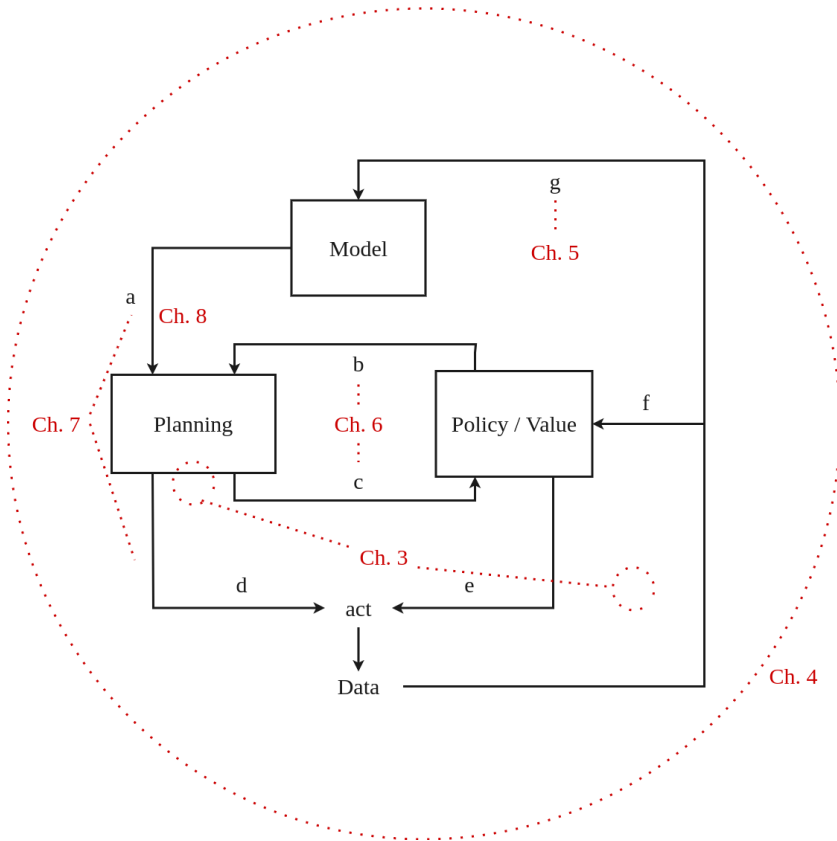 g
Model
Ch. 5
a
Ch. 8
b
f
Ch. 7
Planning
Ch. 6
Policy / Value
c
Ch. 3
d
e
act
Ch. 4
Data